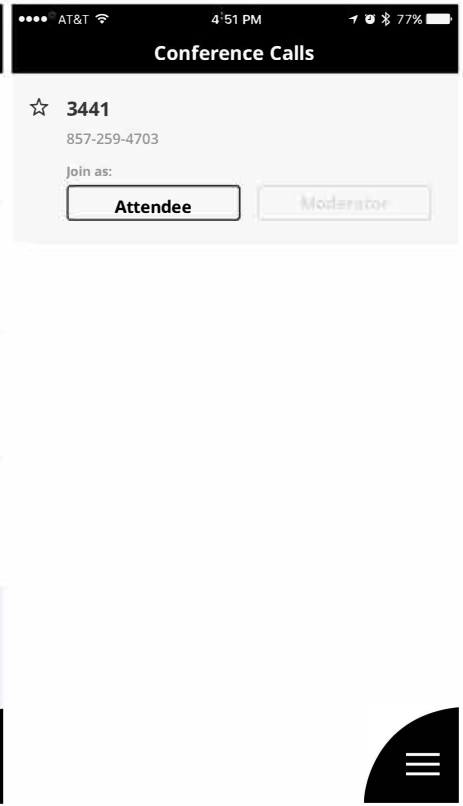 AT&T 4:51 PM 77%
Conference Calls
3441
857-259-4703
Join as:
Attendee Moderator